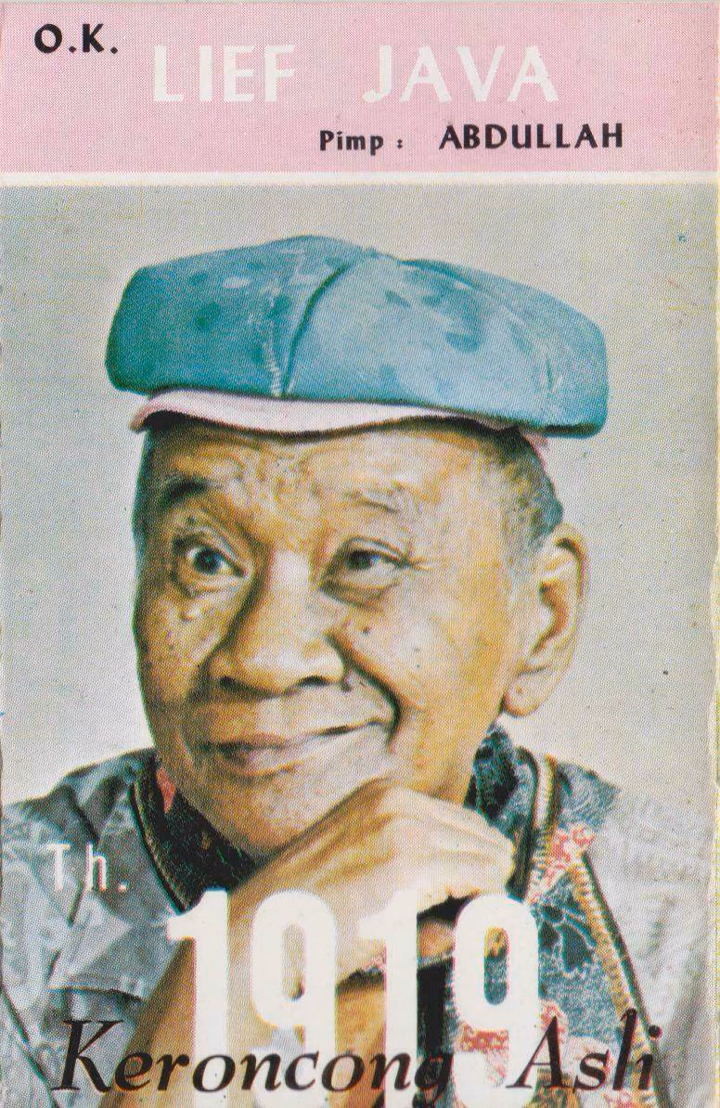 O.K.
LIEF JAVA
Pimp : ABDULLAH
Th.
1919
Keroncong Asli